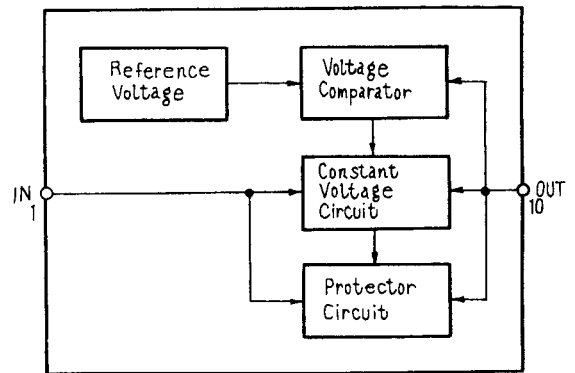 Reference
Voltage
Voltage
Comparator
IN
1
Constant
Voltage
Circuit
OUT
10
Protector
Circuit